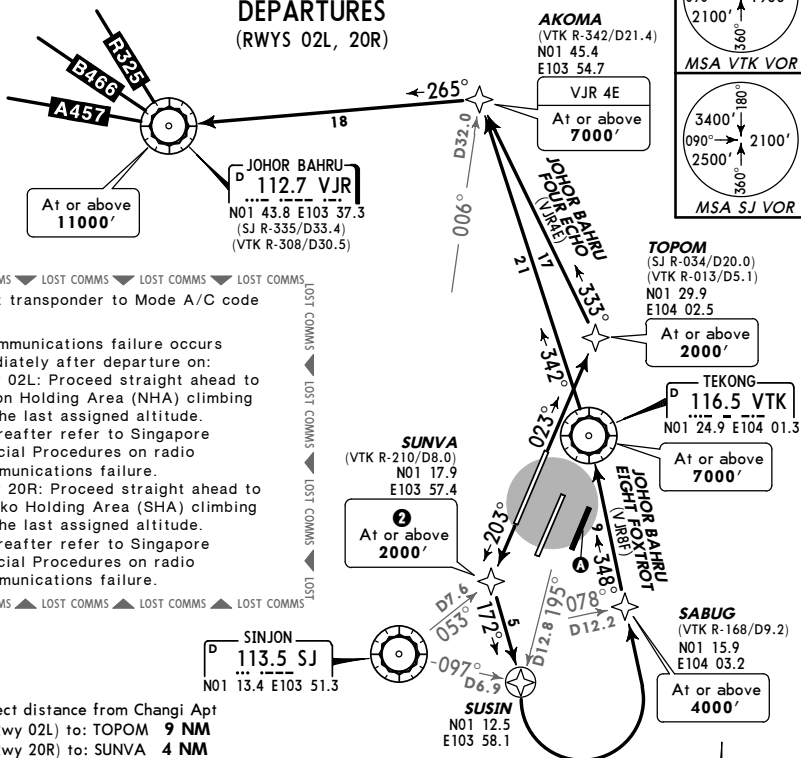 DEPARTURES
(RWYS 02L, 20R)
R325
B466
A457
265°
18
JOHOR BAHRU
D 112.7 VJR
N01 43.8 E103 37.3
(SJ R-335/D33.4)
(VTK R-308/D30.5)
At or above
11000'
AKOMA
(VTK R-342/D21.4)
N01 45.4
E103 54.7
VJR 4E
At or above
7000'
2100'
360°
MSA VTK VOR
180°
3400'
090°
2100'
2500'
360°
MSA SJ VOR
D32.0
006°
JOHOR BAHRU
FOUR ECHO
(VJR4E)
17
21
333°
342°
TOPOM
(SJ R-034/D20.0)
(VTK R-013/D5.1)
N01 29.9
E104 02.5
At or above
2000'
TEKONG
D 116.5 VTK
N01 24.9 E104 01.3
At or above
7000'
LOST COMMS LOST COMMS LOST COMMS
transponder to Mode A/C code
mmunications failure occurs
diately after departure on:
02L: Proceed straight ahead to
on Holding Area (NHA) climbing
he last assigned altitude.
ereafter refer to Singapore
cial Procedures on radio
mmunications failure.
20R: Proceed straight ahead to
ko Holding Area (SHA) climbing
he last assigned altitude.
ereafter refer to Singapore
cial Procedures on radio
mmunications failure.
LOST COMMS LOST COMMS LOST COMMS
LOST COMMS LOST COMMS LOST COMMS LOST
023°
203°
SUNVA
(VTK R-210/D8.0)
N01 17.9
E103 57.4
2
At or above
2000'
A
JOHOR BAHRU
EIGHT FOXTROT
(VJR8F)
9
348°
D7.6
053°
172°
5
195°
D12.8
078°
D12.2
097°
D6.9
SINJON
D 113.5 SJ
N01 13.4 E103 51.3
SUSIN
N01 12.5
E103 58.1
SABUG
(VTK R-168/D9.2)
N01 15.9
E104 03.2
At or above
4000'
ect distance from Changi Apt
wy 02L) to: TOPOM 9 NM
wy 20R) to: SUNVA 4 NM